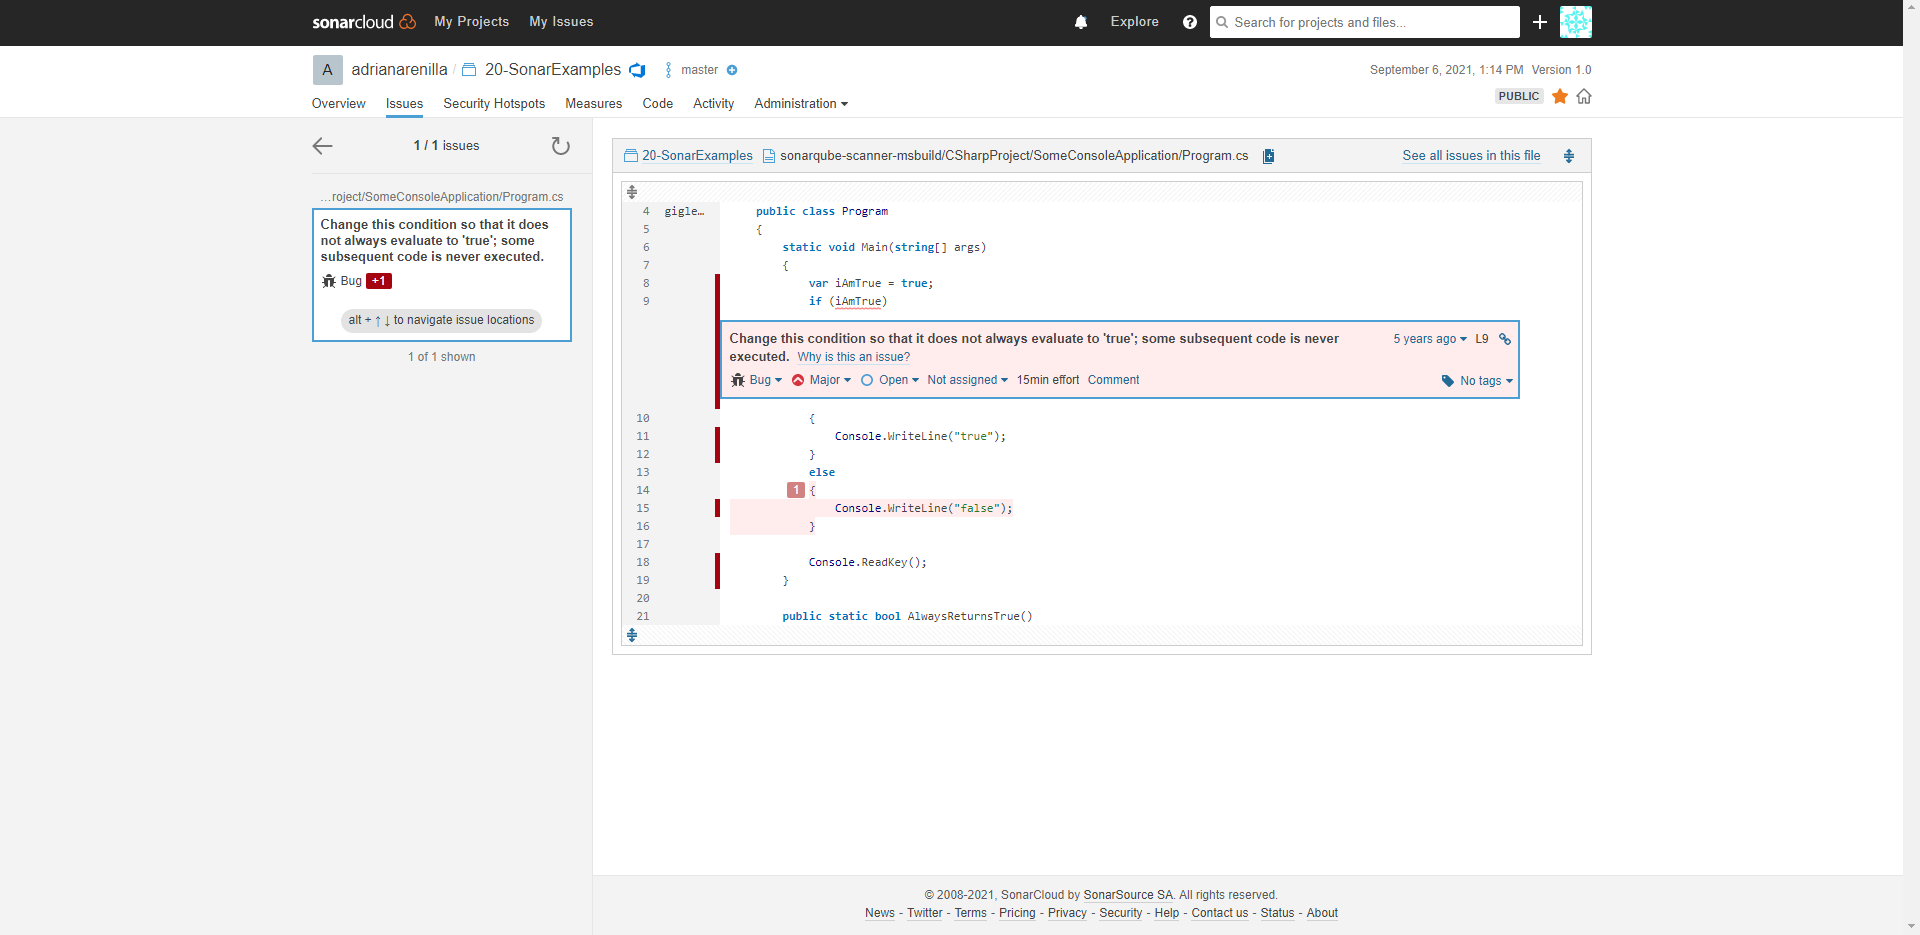 sonarcloud My Projects My Issues Explore Search for projects and files...
A adrianarenilla / 20-SonarExamples master September 6, 2021, 1:14 PM Version 1.0
Overview Issues Security Hotspots Measures Code Activity Administration PUBLIC
1 / 1 issues
…roject/SomeConsoleApplication/Program.cs
Change this condition so that it does
not always evaluate to 'true'; some
subsequent code is never executed.
Bug +1
alt + ↑ ↓ to navigate issue locations
1 of 1 shown
20-SonarExamples sonarqube-scanner-msbuild/CSharpProject/SomeConsoleApplication/Program.cs See all issues in this file
4 gigle… public class Program
5 {
6 static void Main(string[] args)
7 {
8 var iAmTrue = true;
9 if (iAmTrue)
Change this condition so that it does not always evaluate to 'true'; some subsequent code is never 5 years ago L9
executed. Why is this an issue?
Bug Major Open Not assigned 15min effort Comment No tags
10 {
11 Console.WriteLine("true");
12 }
13 else
14 1 {
15 Console.WriteLine("false");
16 }
17
18 Console.ReadKey();
19 }
20
21 public static bool AlwaysReturnsTrue()
© 2008-2021, SonarCloud by SonarSource SA. All rights reserved.
News - Twitter - Terms - Pricing - Privacy - Security - Help - Contact us - Status - About